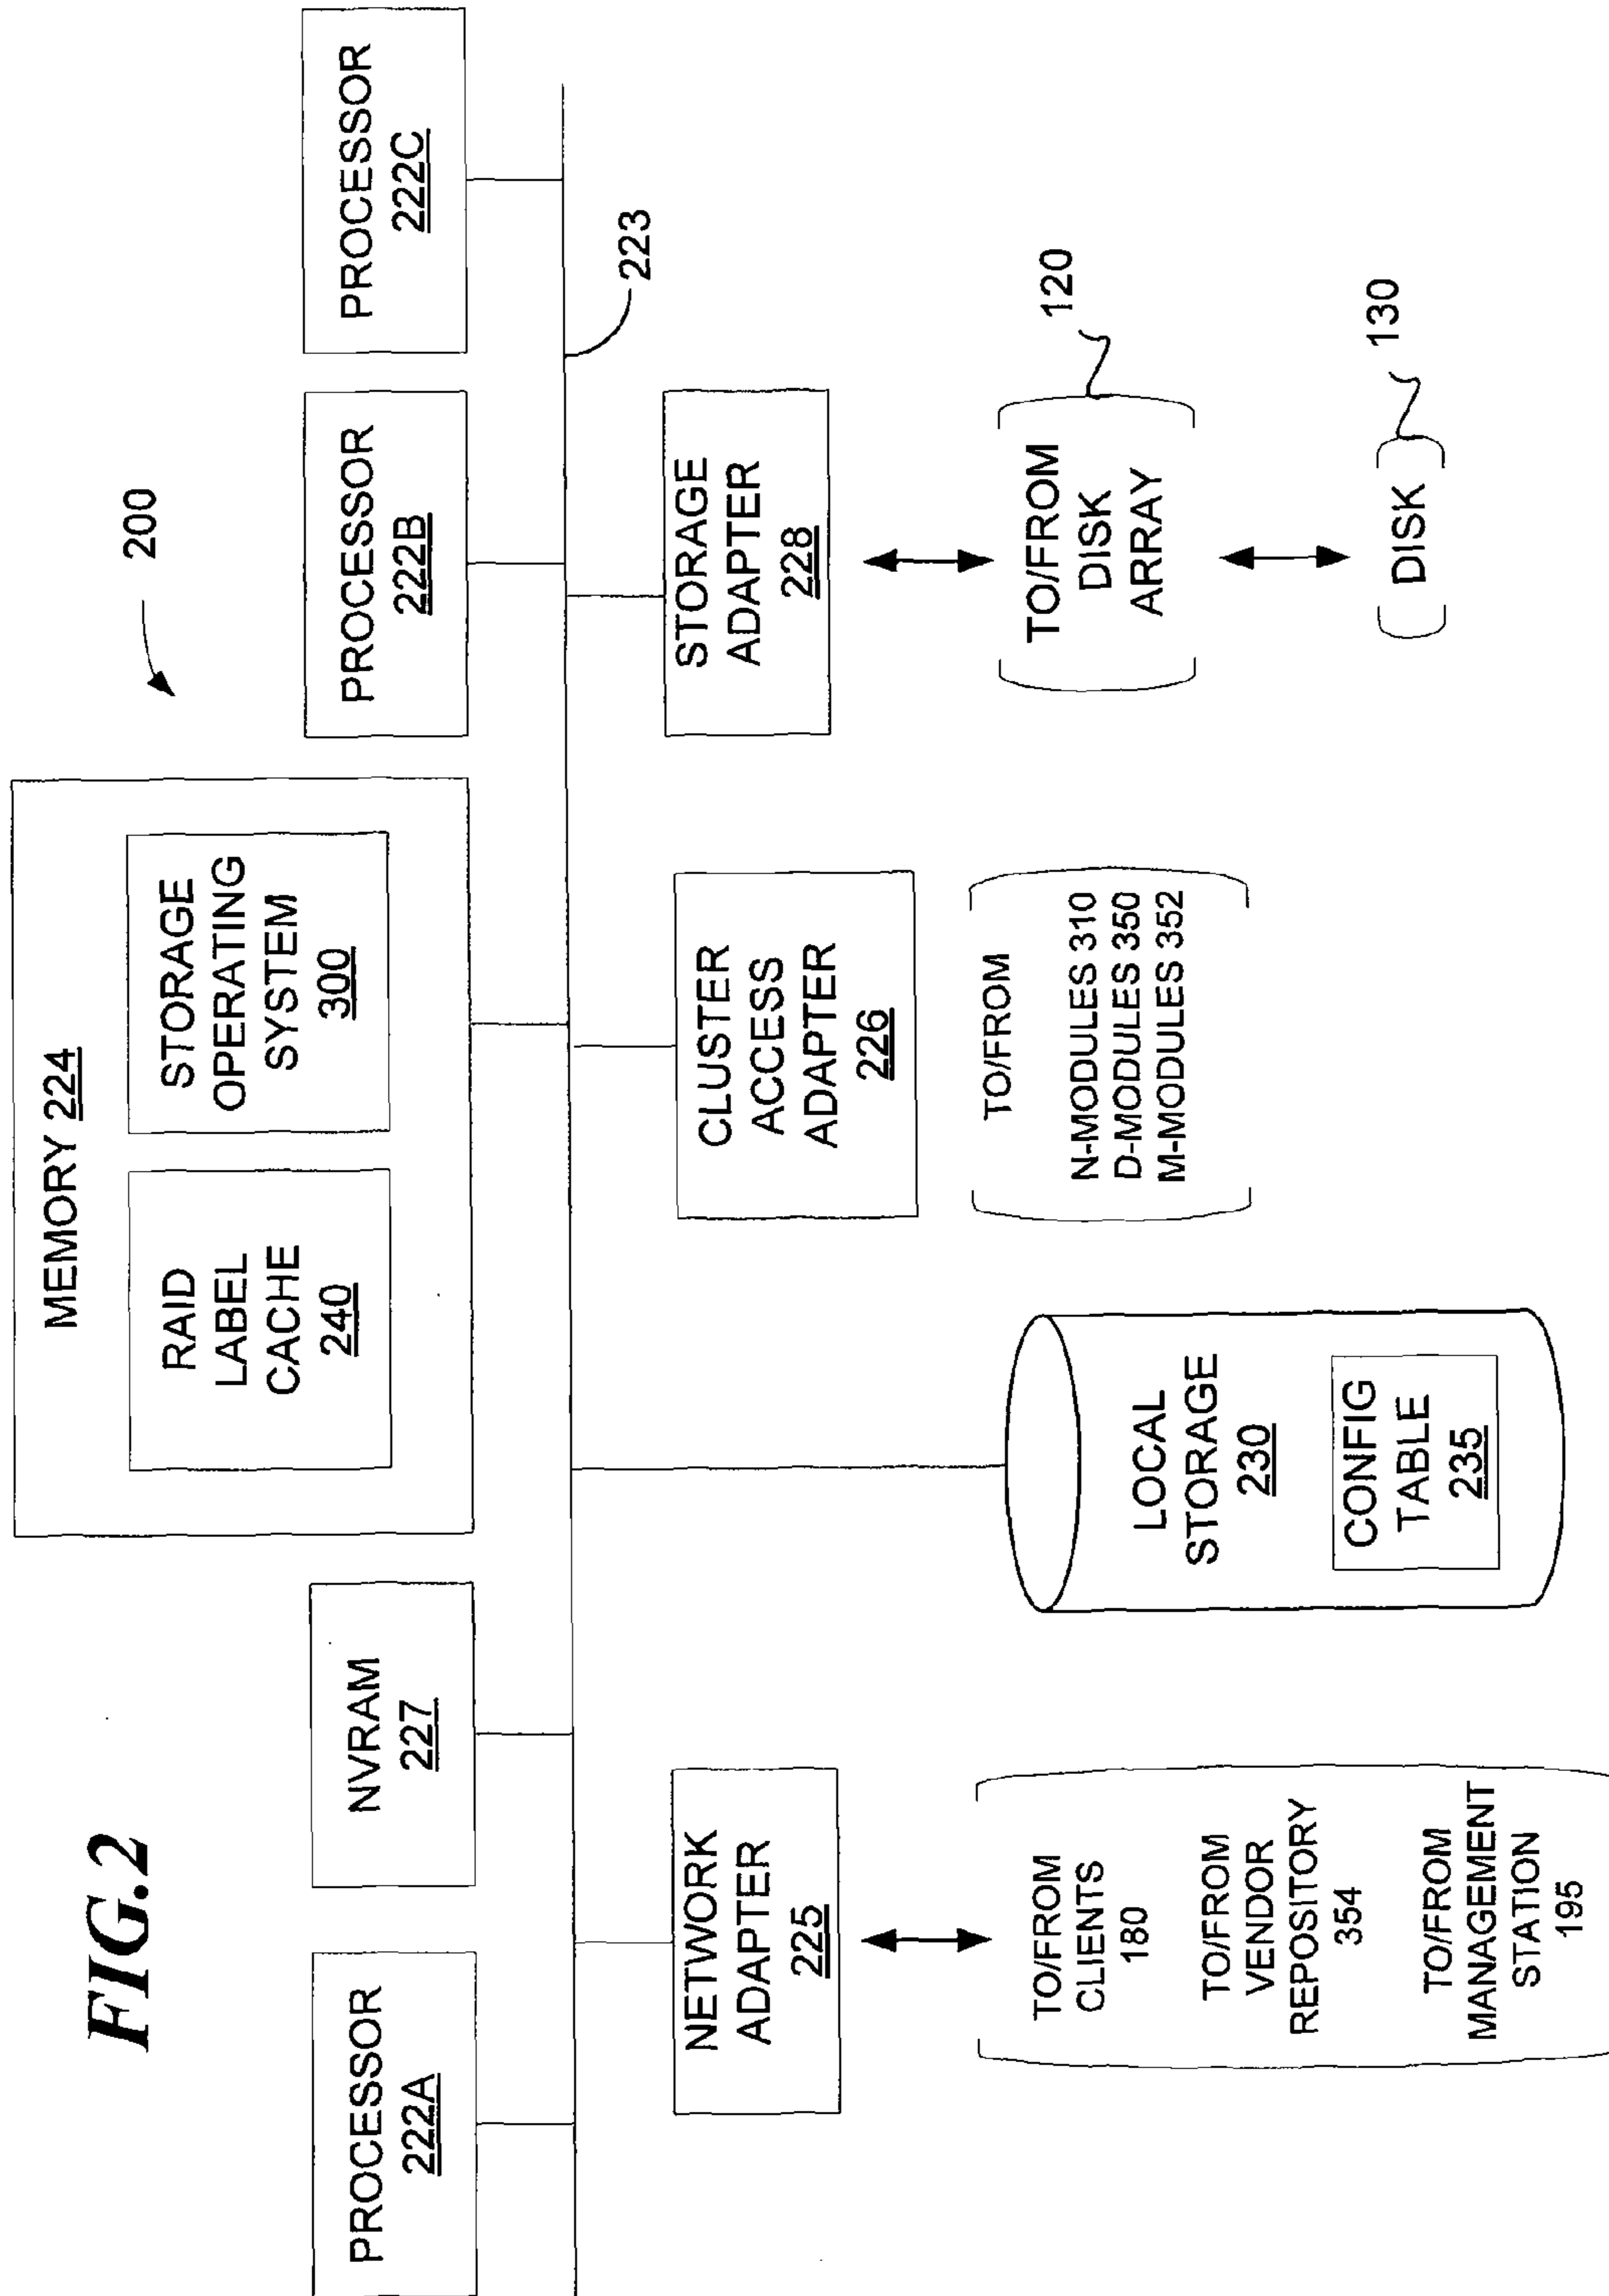 FIG.2
200
PROCESSOR
222A
NVRAM
227
MEMORY 224
RAID
LABEL
CACHE
240
STORAGE
OPERATING
SYSTEM
300
PROCESSOR
222B
PROCESSOR
222C
223
NETWORK
ADAPTER
225
TO/FROM
CLIENTS
180
TO/FROM
VENDOR
REPOSITORY
354
TO/FROM
MANAGEMENT
STATION
195
LOCAL
STORAGE
230
CONFIG
TABLE
235
CLUSTER
ACCESS
ADAPTER
226
TO/FROM
N-MODULES 310
D-MODULES 350
M-MODULES 352
STORAGE
ADAPTER
228
TO/FROM
DISK
ARRAY
120
DISK
130